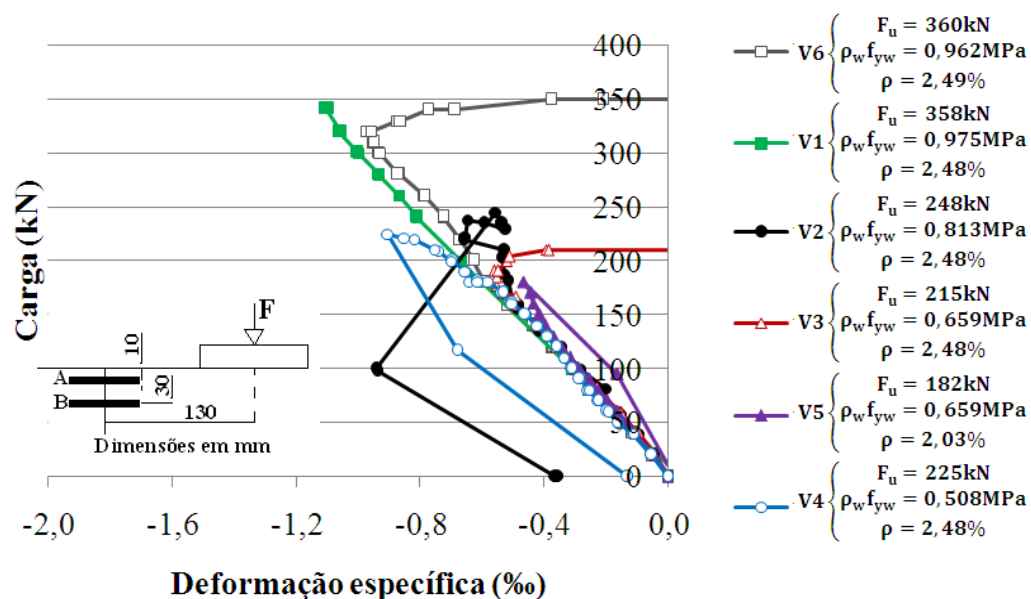 Carga (kN)
400
350
300
250
200
150
100
50
0
-2,0
-1,6
-1,2
-0,8
-0,4
0,0
Deformação específica (‰)
F
10
A
30
B
130
Dimensões em mm
V6
Fu = 360kN
ρwfyw = 0,962MPa
ρ = 2,49%
V1
Fu = 358kN
ρwfyw = 0,975MPa
ρ = 2,48%
V2
Fu = 248kN
ρwfyw = 0,813MPa
ρ = 2,48%
V3
Fu = 215kN
ρwfyw = 0,659MPa
ρ = 2,48%
V5
Fu = 182kN
ρwfyw = 0,659MPa
ρ = 2,03%
V4
Fu = 225kN
ρwfyw = 0,508MPa
ρ = 2,48%